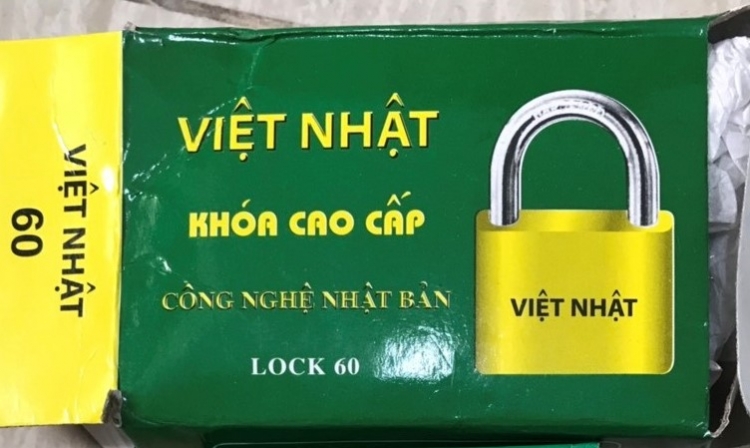 VIỆT NHẬT
60
VIỆT NHẬT
KHÓA CAO CẤP
CÔNG NGHỆ NHẬT BẢN
LOCK 60
VIỆT NHẬT